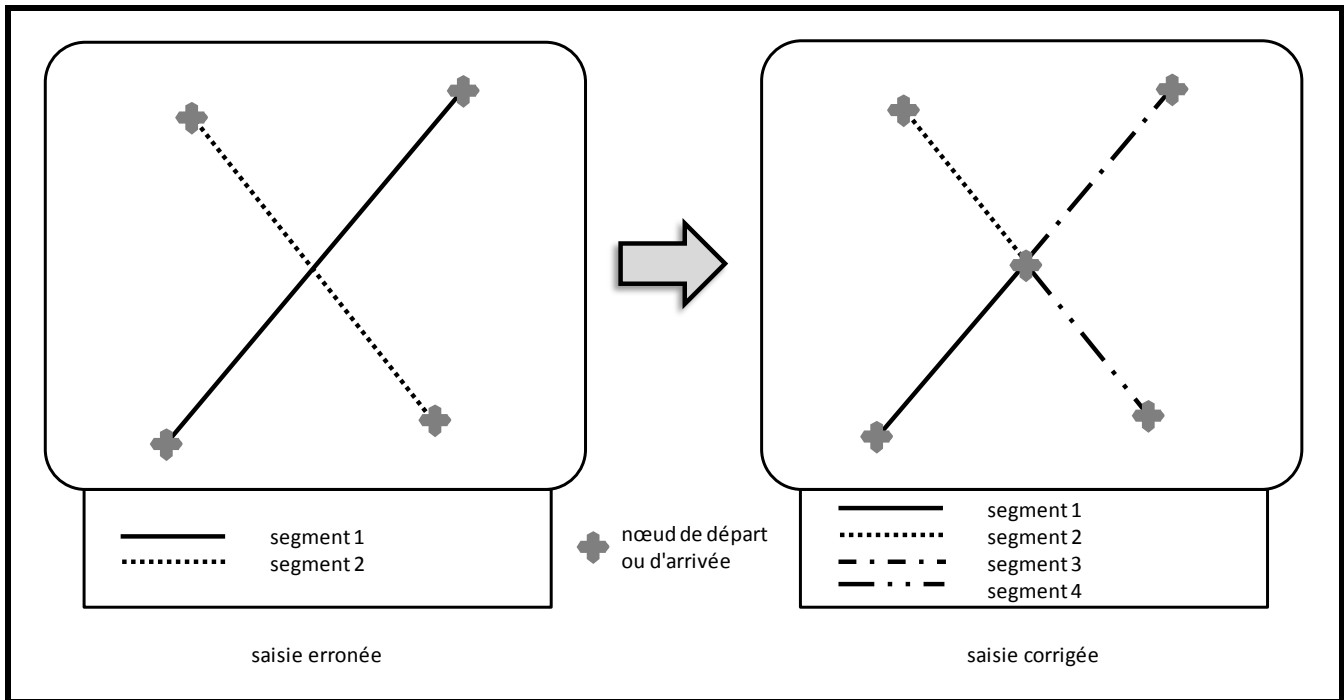 segment 1
segment 2
nœud de départ
ou d'arrivée
segment 1
segment 2
segment 3
segment 4
saisie erronée
saisie corrigée